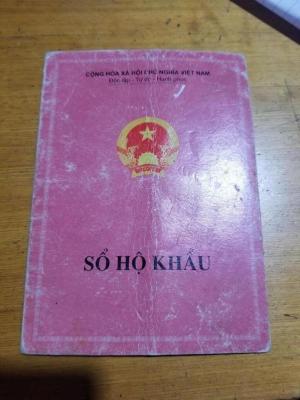 CỘNG HÒA XÃ HỘI CHỦ NGHĨA VIỆT NAM
Độc lập - Tự do - Hạnh phúc
SỔ HỘ KHẨU